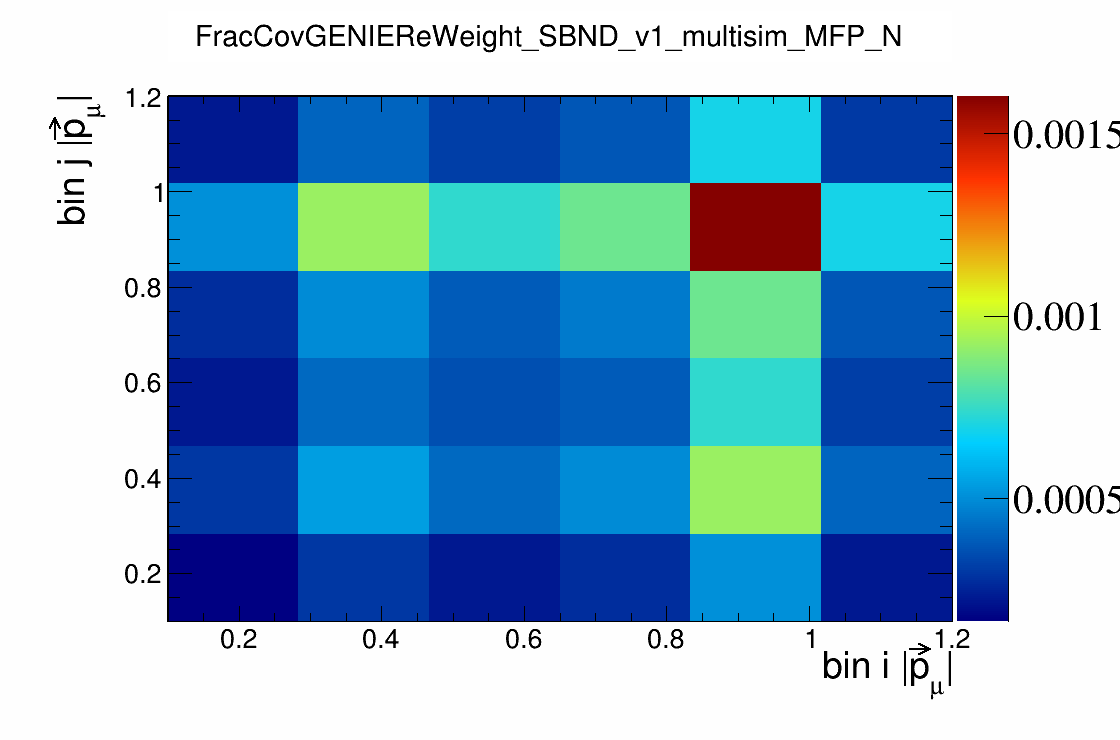 FracCovGENIEReWeight_SBND_v1_multisim_MFP_N
bin j |p⃗μ|
1.2
1
0.8
0.6
0.4
0.2
0.2 0.4 0.6 0.8 1 1.2
bin i |p⃗μ|
0.0015
0.001
0.0005